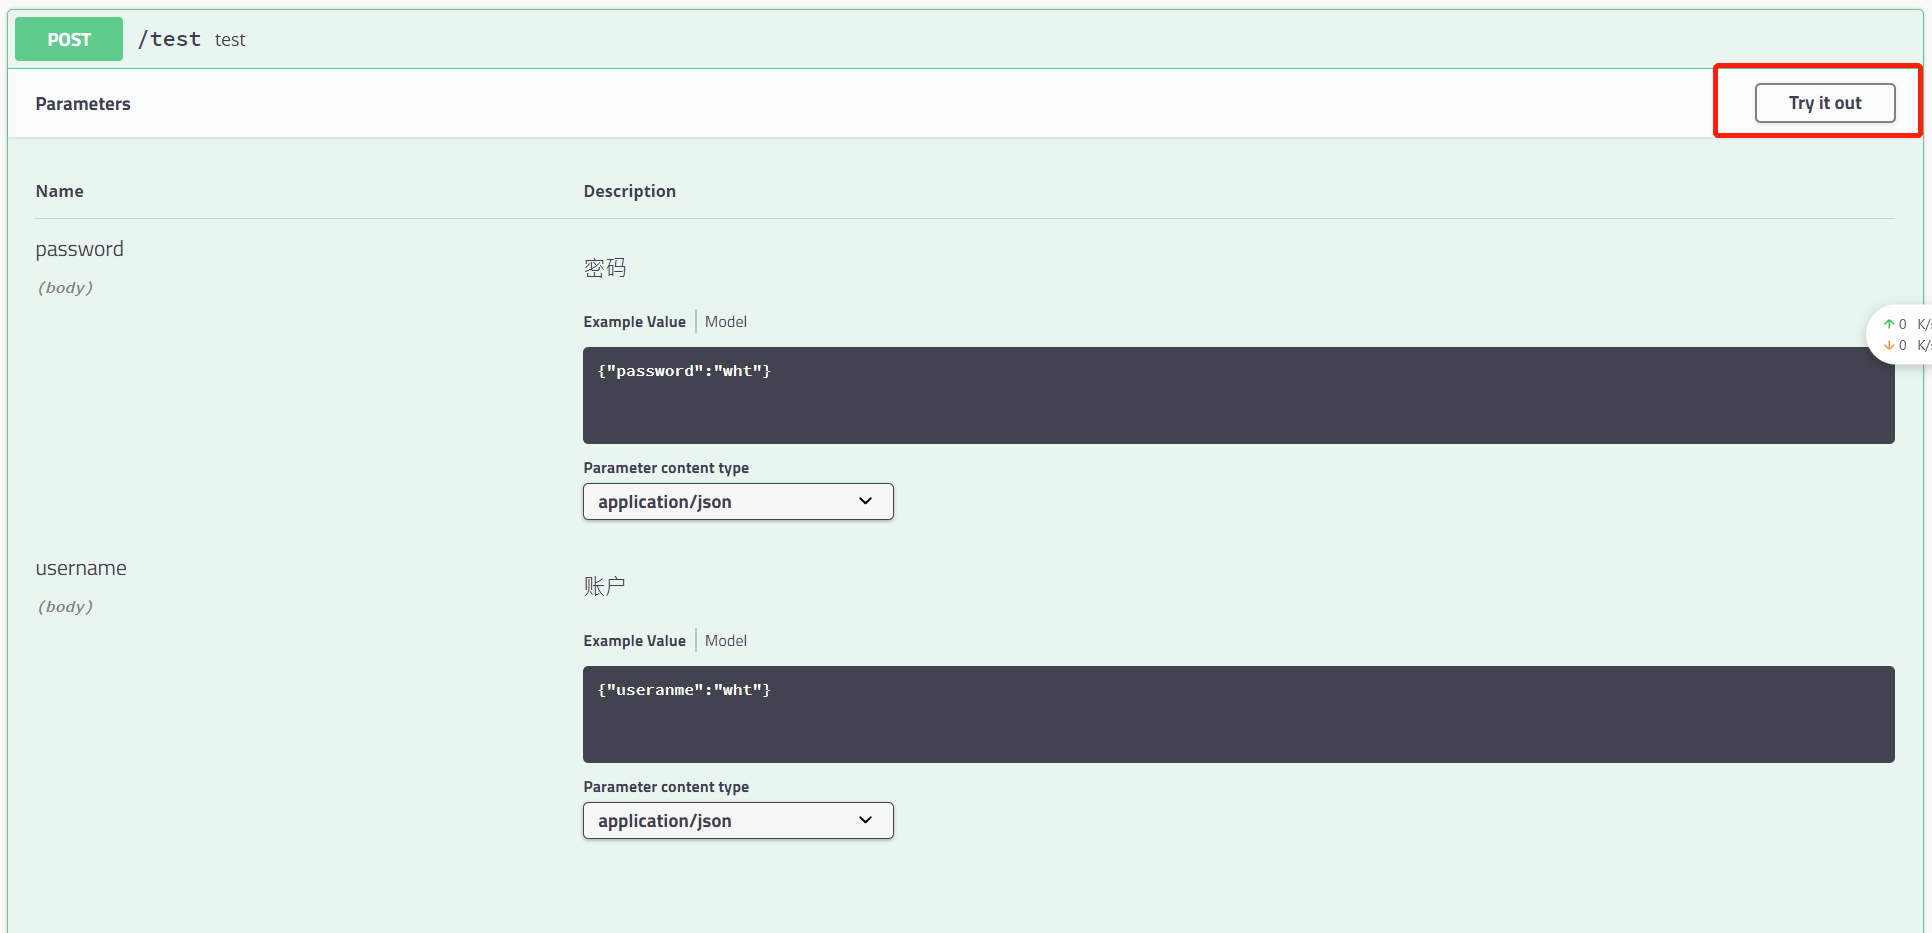 POST /test test
Parameters
Try it out
Name Description
password
(body)
密码
Example Value Model
{"password":"wht"}
Parameter content type
application/json
username
(body)
账户
Example Value Model
{"useranme":"wht"}
Parameter content type
application/json
↑ 0 K/
↓ 0 K/